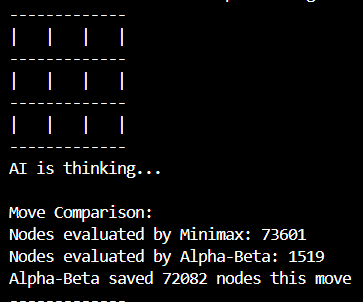 -------------
|   |   |   |
-------------
|   |   |   |
-------------
|   |   |   |
-------------
AI is thinking...
Move Comparison:
Nodes evaluated by Minimax: 73601
Nodes evaluated by Alpha-Beta: 1519
Alpha-Beta saved 72082 nodes this move
-------------